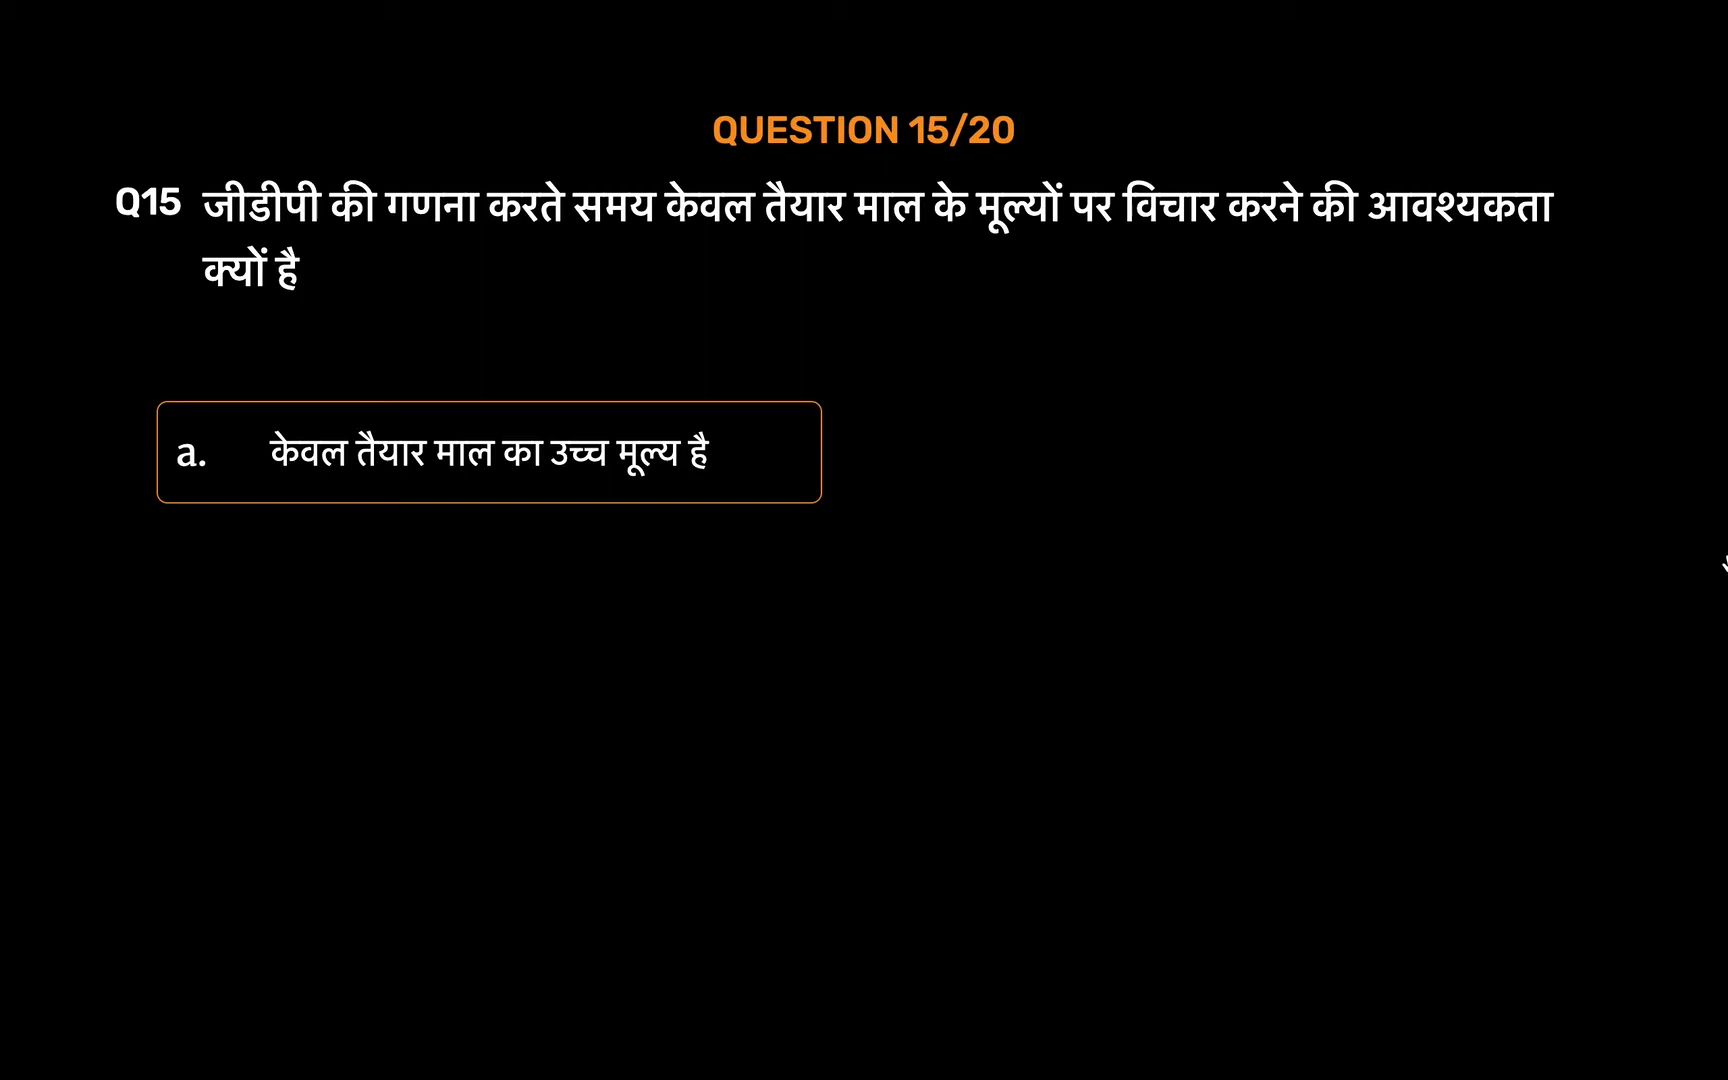 QUESTION 15/20
Q15 जीडीपी की गणना करते समय केवल तैयार माल के मूल्यों पर विचार करने की आवश्यकता
क्यों है
a. केवल तैयार माल का उच्च मूल्य है